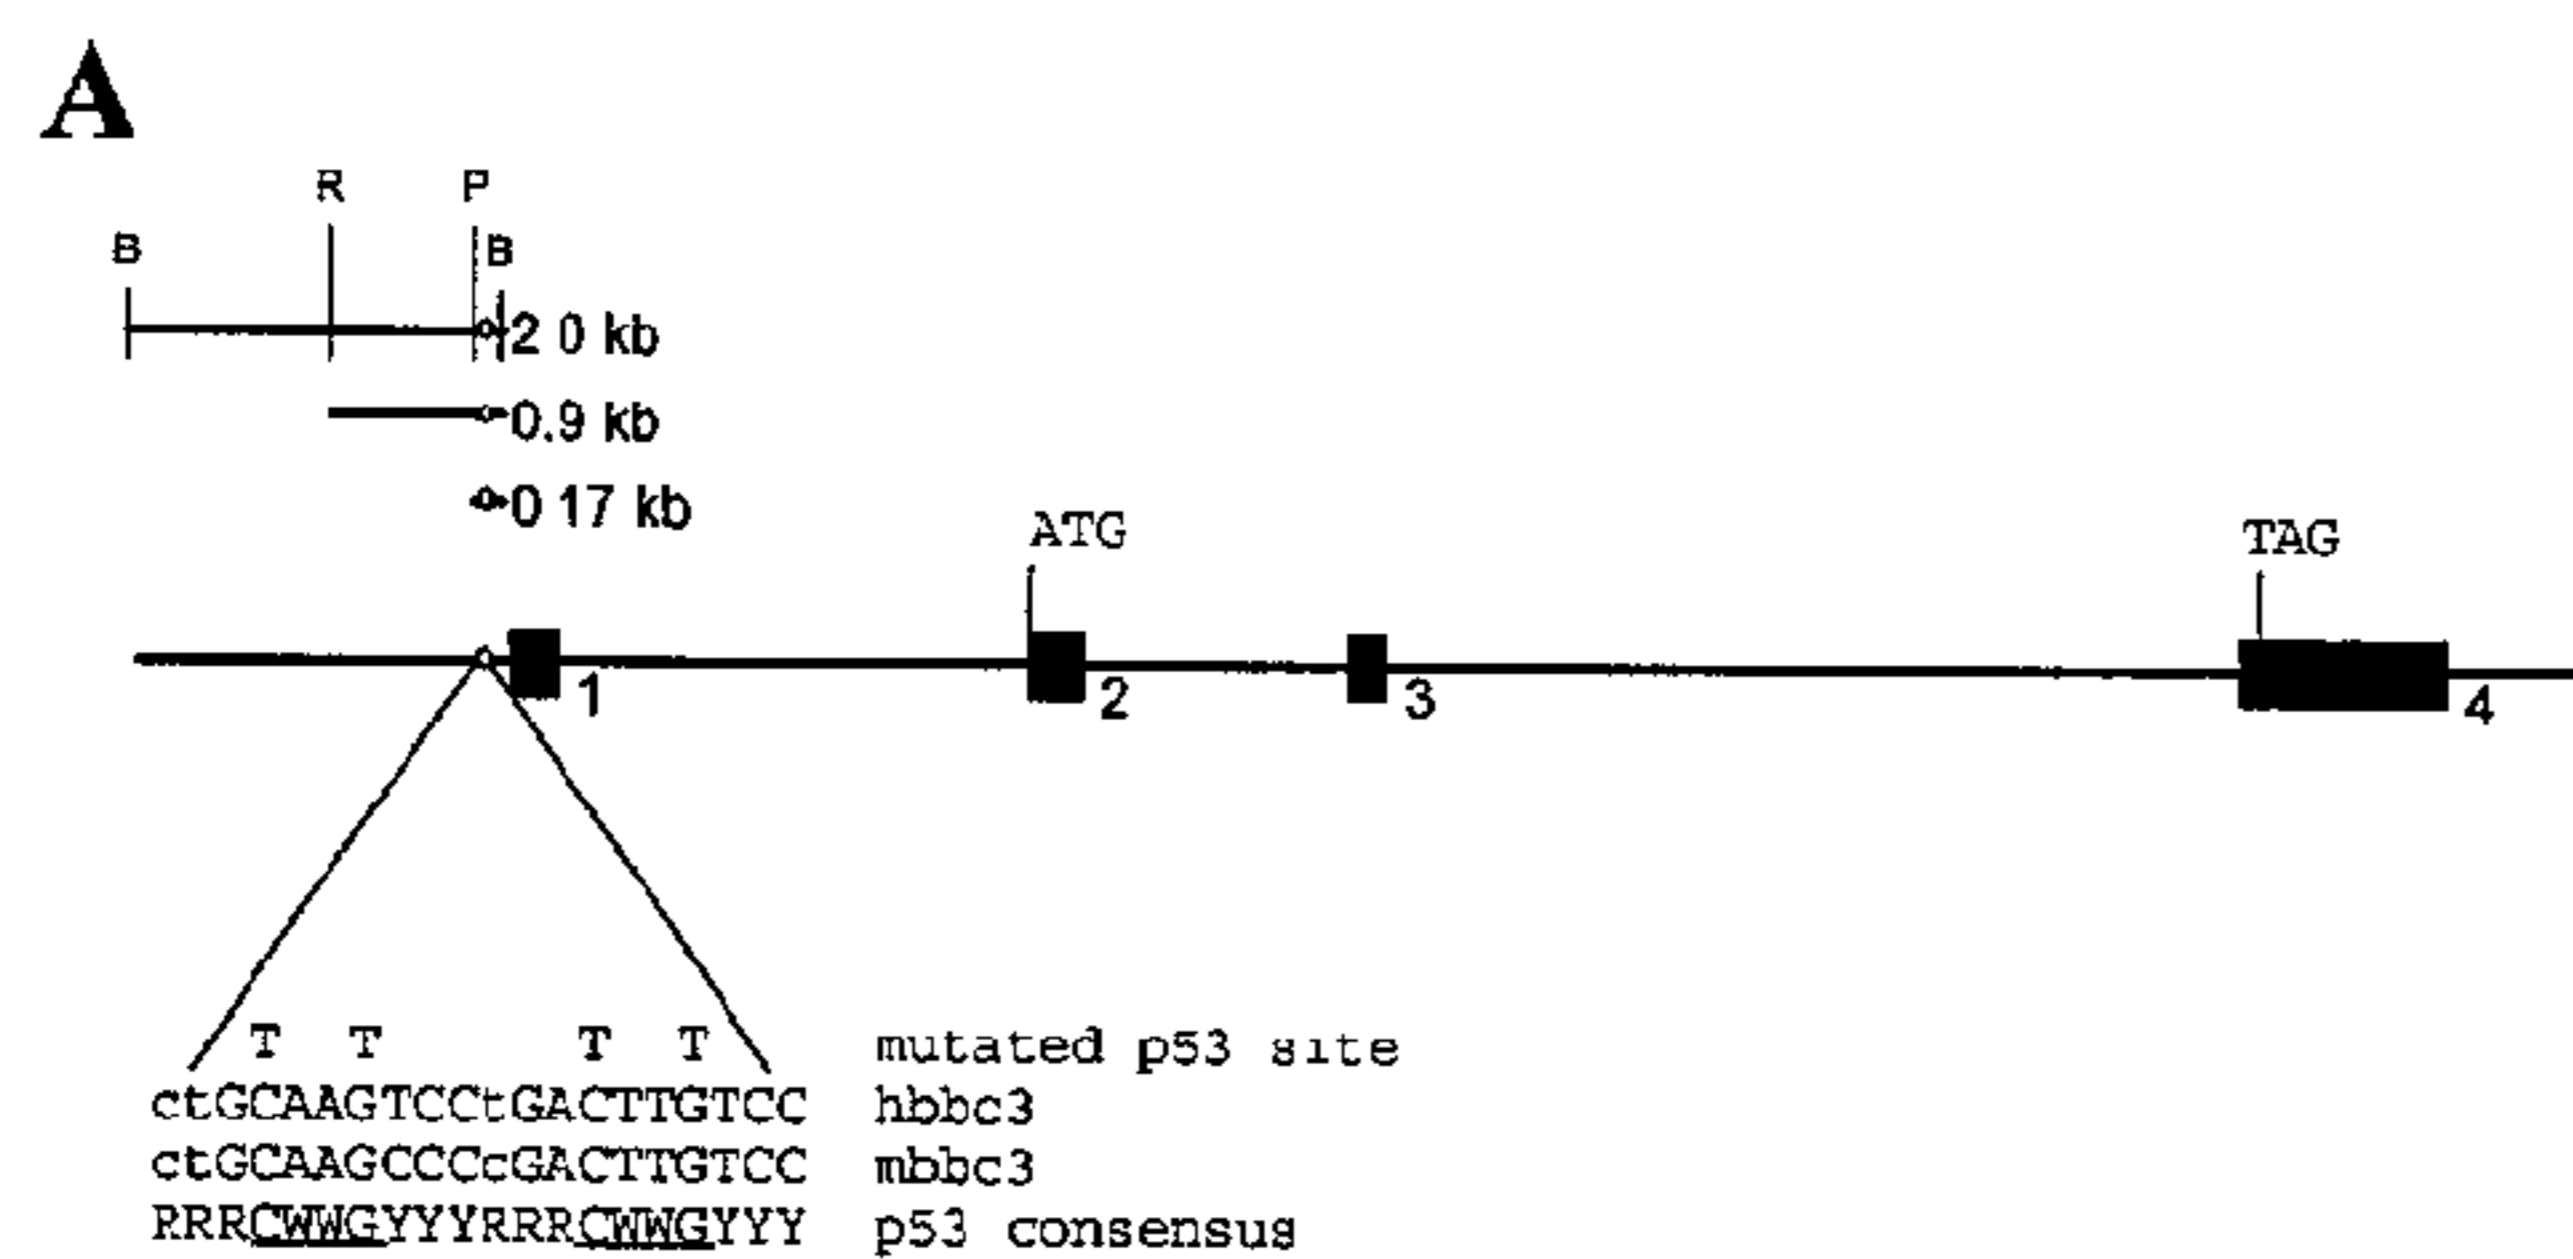 A
R P
B B
2 0 kb
0.9 kb
0 17 kb
ATG TAG
1 2 3 4
T T T T mutated p53 site
ctGCAAGTCCtGACTTGTCC hbbc3
ctGCAAGCCCcGACTTGTCC mbbc3
RRRCWWGYYYRRRCWWGYYY p53 consensus